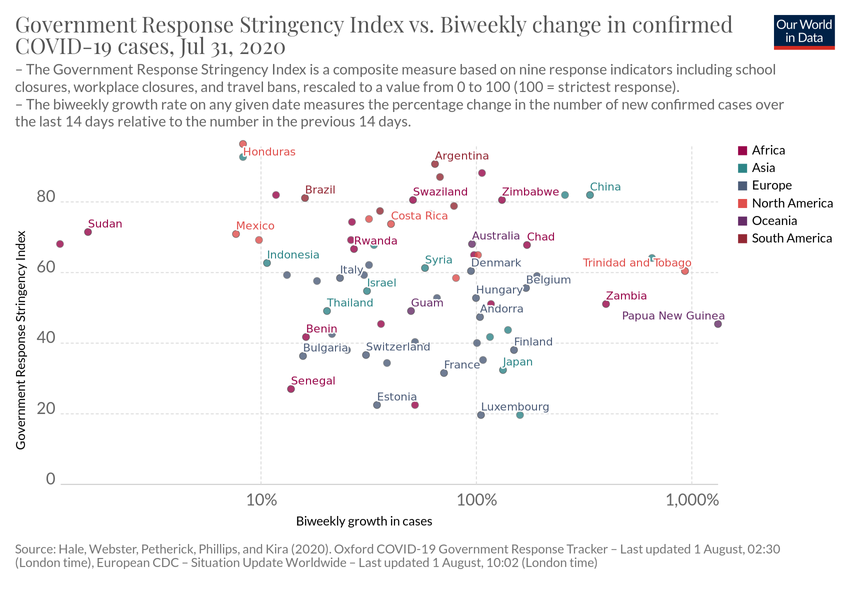 Government Response Stringency Index vs. Biweekly change in confirmed
COVID-19 cases, Jul 31, 2020
Our World
in Data
– The Government Response Stringency Index is a composite measure based on nine response indicators including school
closures, workplace closures, and travel bans, rescaled to a value from 0 to 100 (100 = strictest response).
– The biweekly growth rate on any given date measures the percentage change in the number of new confirmed cases over
the last 14 days relative to the number in the previous 14 days.
Africa
Asia
Europe
North America
Oceania
South America
Government Response Stringency Index
80
60
40
20
0
Honduras
Argentina
Brazil
Swaziland
Zimbabwe
China
Sudan
Mexico
Costa Rica
Rwanda
Australia
Chad
Indonesia
Italy
Syria
Denmark
Trinidad and Tobago
Israel
Belgium
Hungary
Thailand
Guam
Andorra
Zambia
Papua New Guinea
Benin
Bulgaria
Switzerland
Finland
France
Japan
Senegal
Estonia
Luxembourg
10%
100%
1,000%
Biweekly growth in cases
Source: Hale, Webster, Petherick, Phillips, and Kira (2020). Oxford COVID-19 Government Response Tracker – Last updated 1 August, 02:30
(London time), European CDC – Situation Update Worldwide – Last updated 1 August, 10:02 (London time)